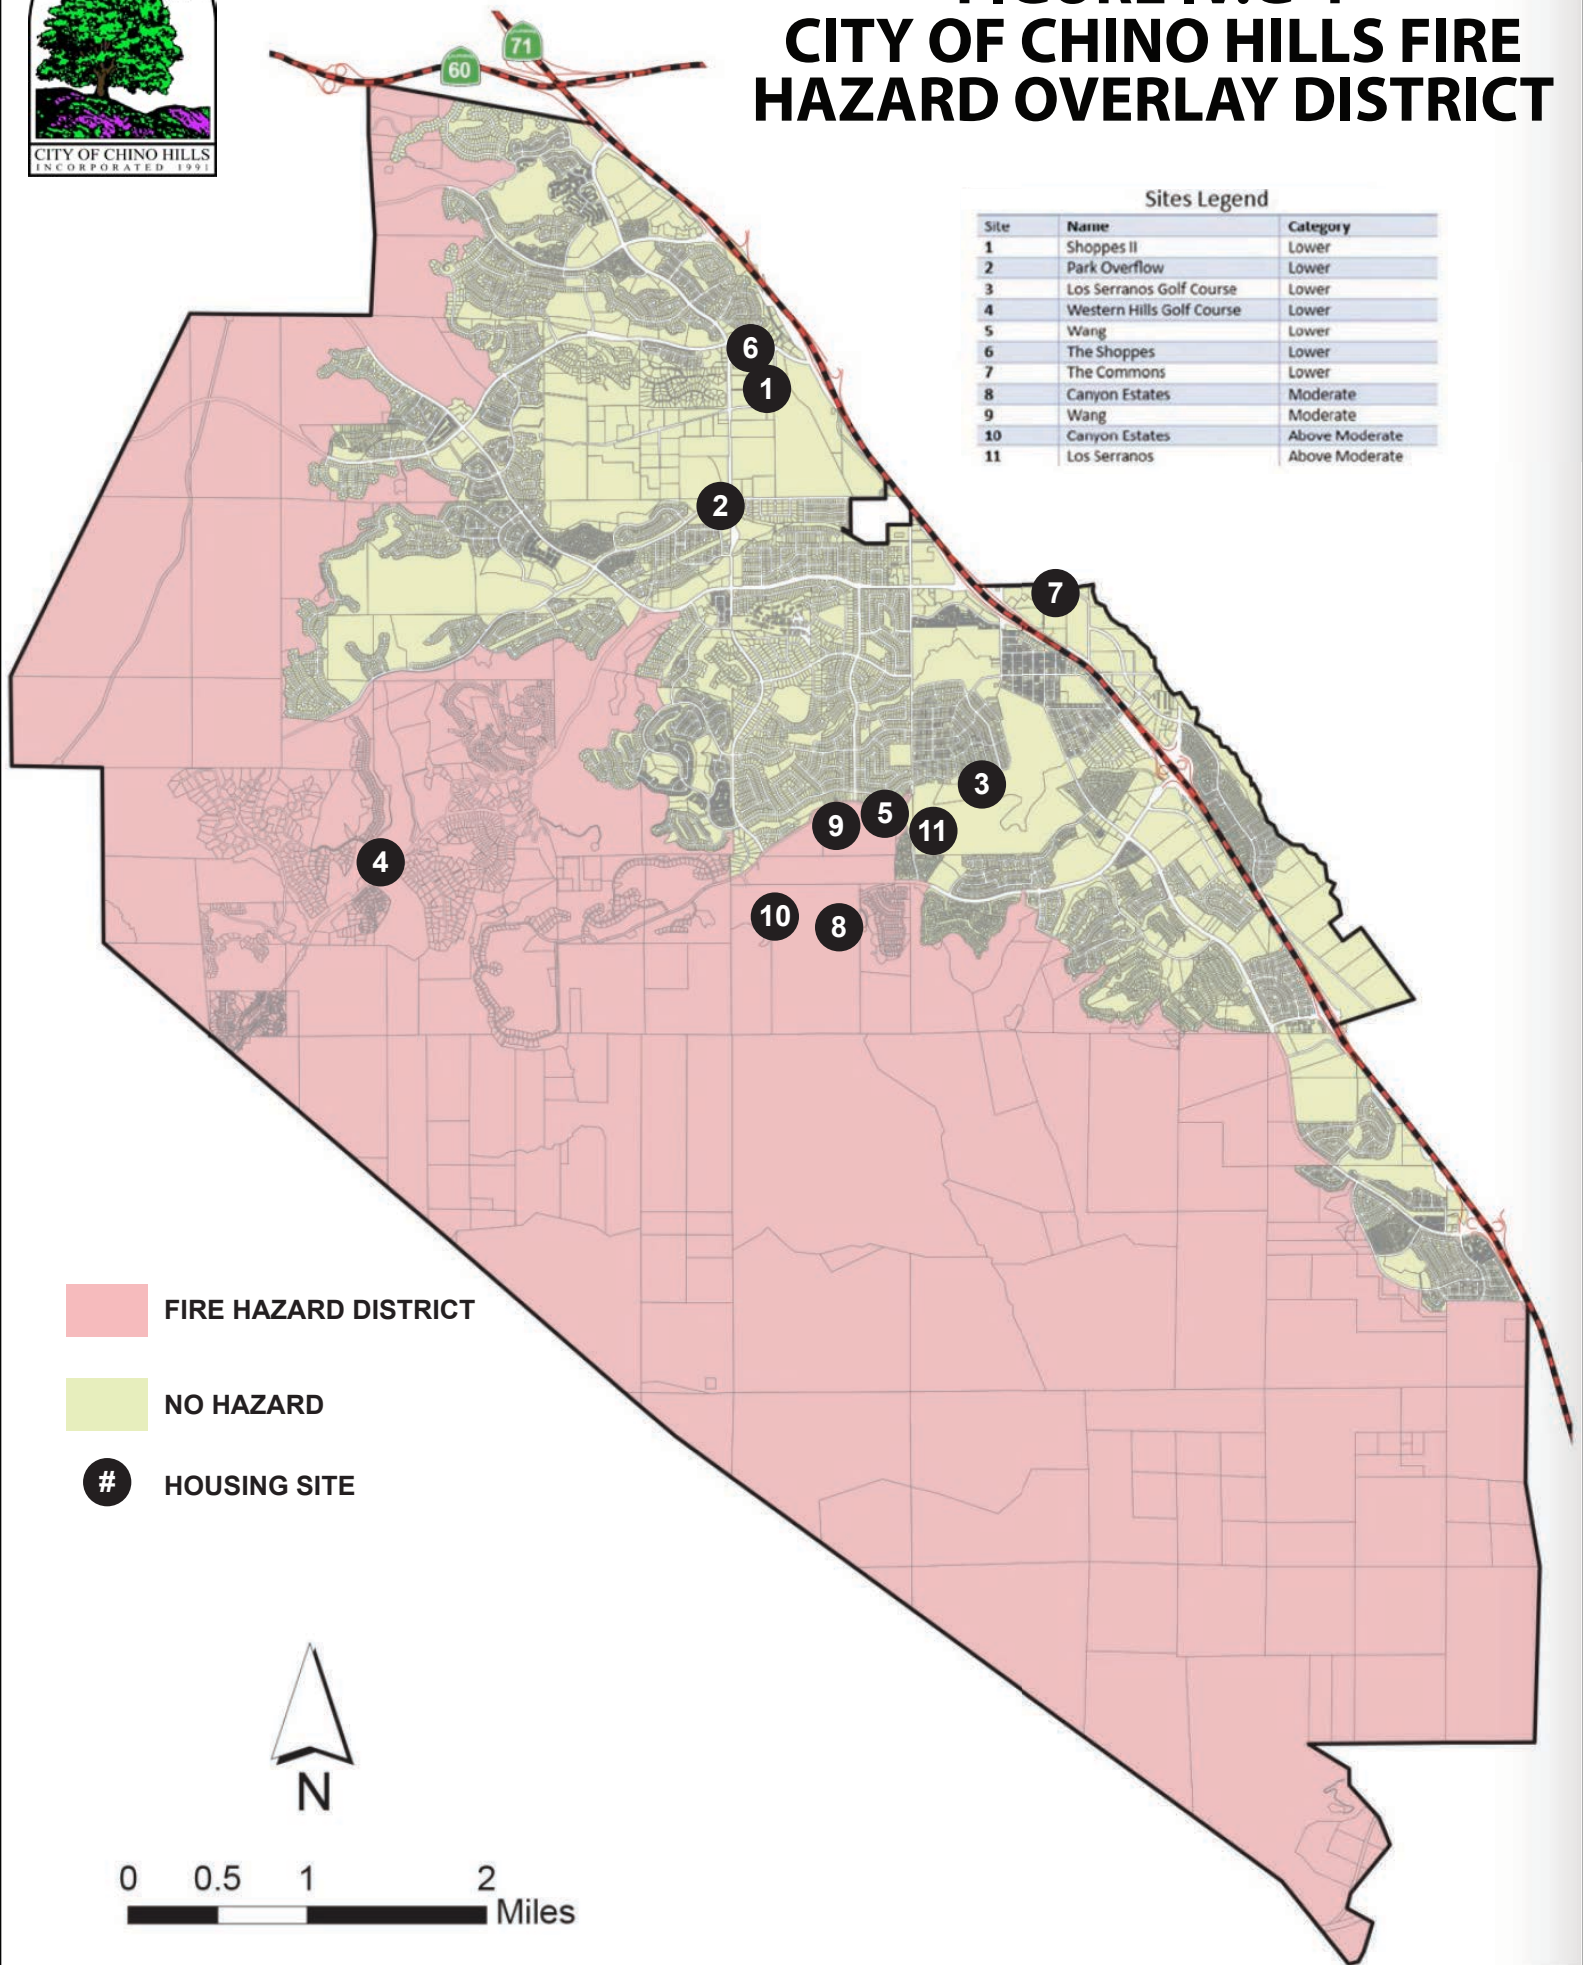 CITY OF CHINO HILLS FIRE
HAZARD OVERLAY DISTRICT
CITY OF CHINO HILLS
INCORPORATED 1991
60
71
Sites Legend
Site Name Category
1 Shoppes II Lower
2 Park Overflow Lower
3 Los Serranos Golf Course Lower
4 Western Hills Golf Course Lower
5 Wang Lower
6 The Shoppes Lower
7 The Commons Lower
8 Canyon Estates Moderate
9 Wang Moderate
10 Canyon Estates Above Moderate
11 Los Serranos Above Moderate
6
1
2
7
3
5
9
11
4
10
8
FIRE HAZARD DISTRICT
NO HAZARD
# HOUSING SITE
N
0 0.5 1 2
Miles